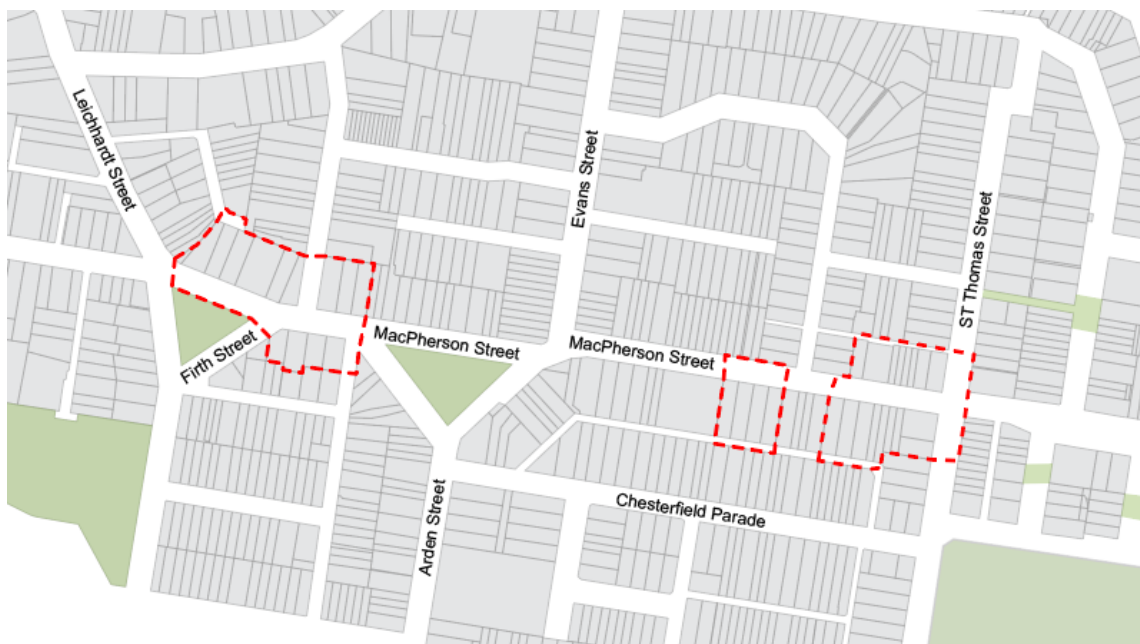 Leichhardt Street
Evans Street
ST Thomas Street
Firth Street
MacPherson Street
MacPherson Street
Arden Street
Chesterfield Parade